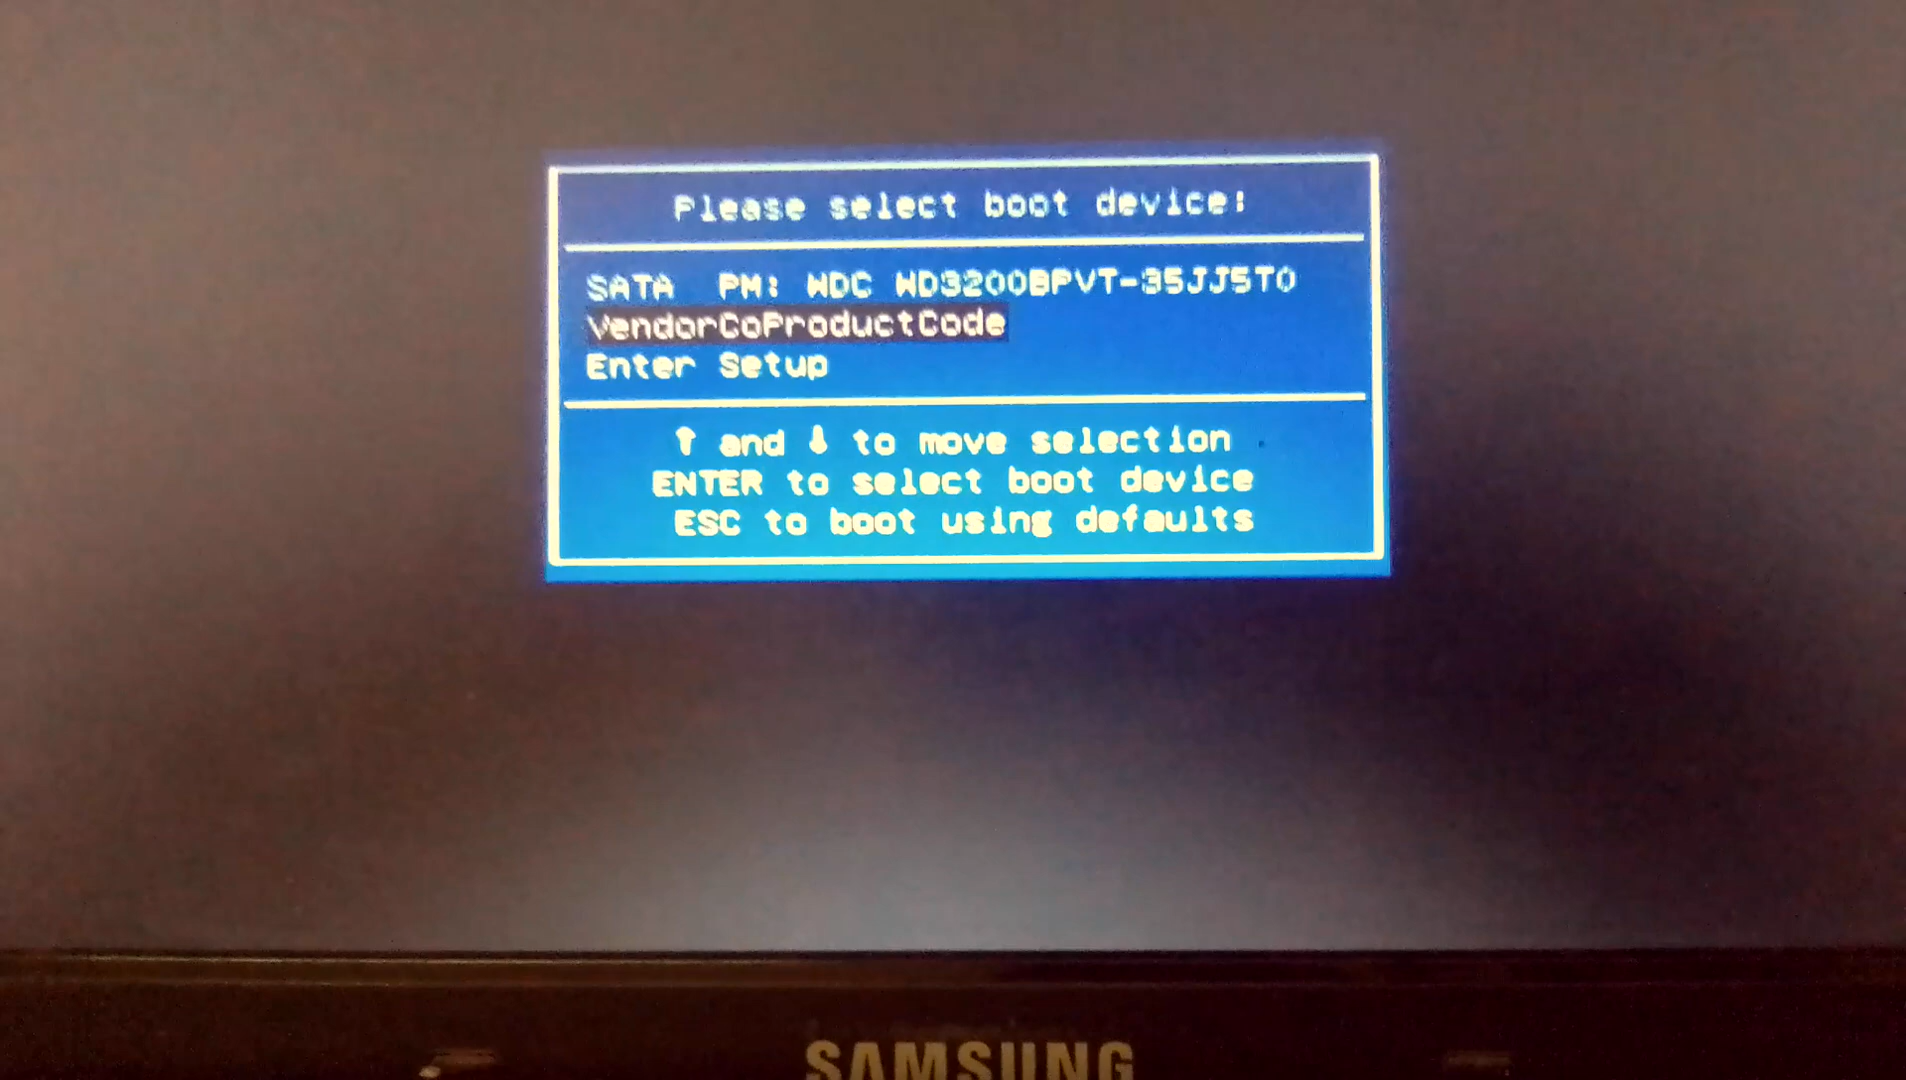 Please select boot device:
SATA PM: WDC WD3200BPVT-35JJ5T0
VendorCoProductCode
Enter Setup
↑ and ↓ to move selection
ENTER to select boot device
ESC to boot using defaults
SAMSUNG